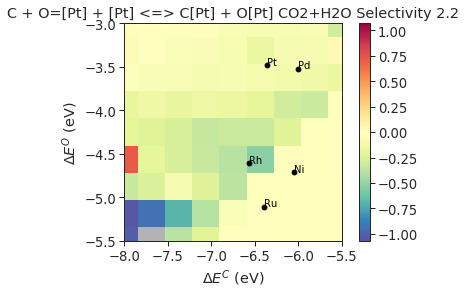 C + O=[Pt] + [Pt] <=> C[Pt] + O[Pt] CO2+H2O Selectivity 2.2
−3.0
−3.5
−4.0
−4.5
−5.0
−5.5
ΔE^O (eV)
Pt
Pd
Rh
Ni
Ru
−8.0 −7.5 −7.0 −6.5 −6.0 −5.5
ΔE^C (eV)
1.00
0.75
0.50
0.25
0.00
−0.25
−0.50
−0.75
−1.00